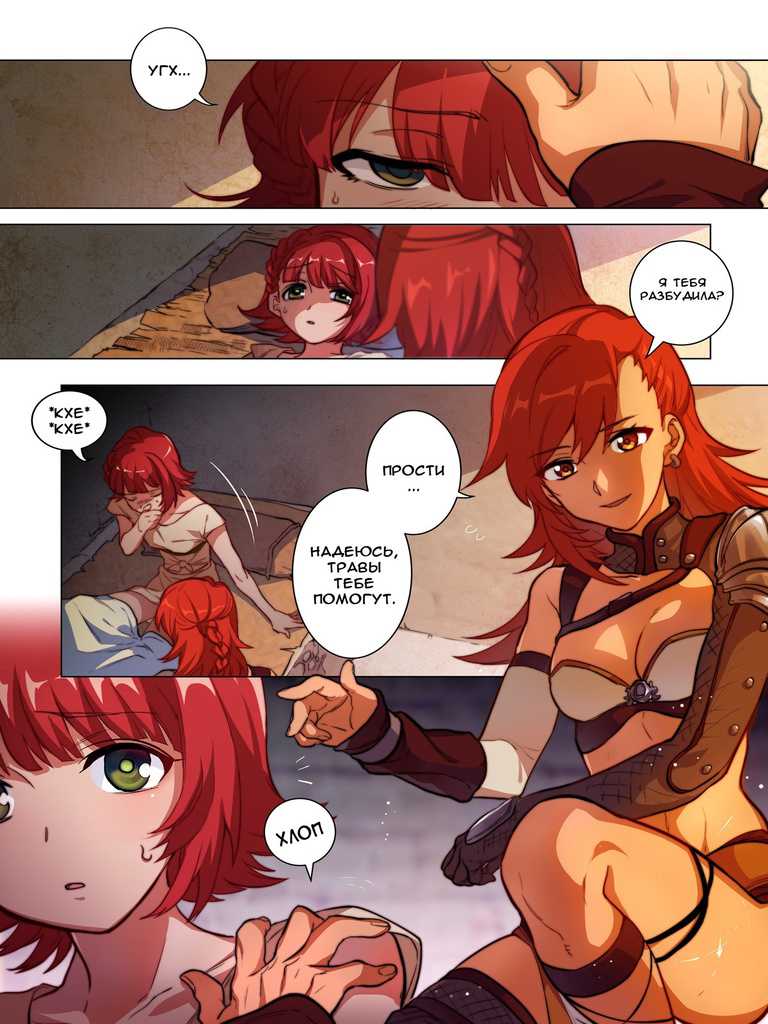 УГХ...
Я ТЕБЯ
РАЗБУДИЛА?
*КХЕ*
*КХЕ*
ПРОСТИ
...
НАДЕЮСЬ,
ТРАВЫ
ТЕБЕ
ПОМОГУТ.
ХЛОП